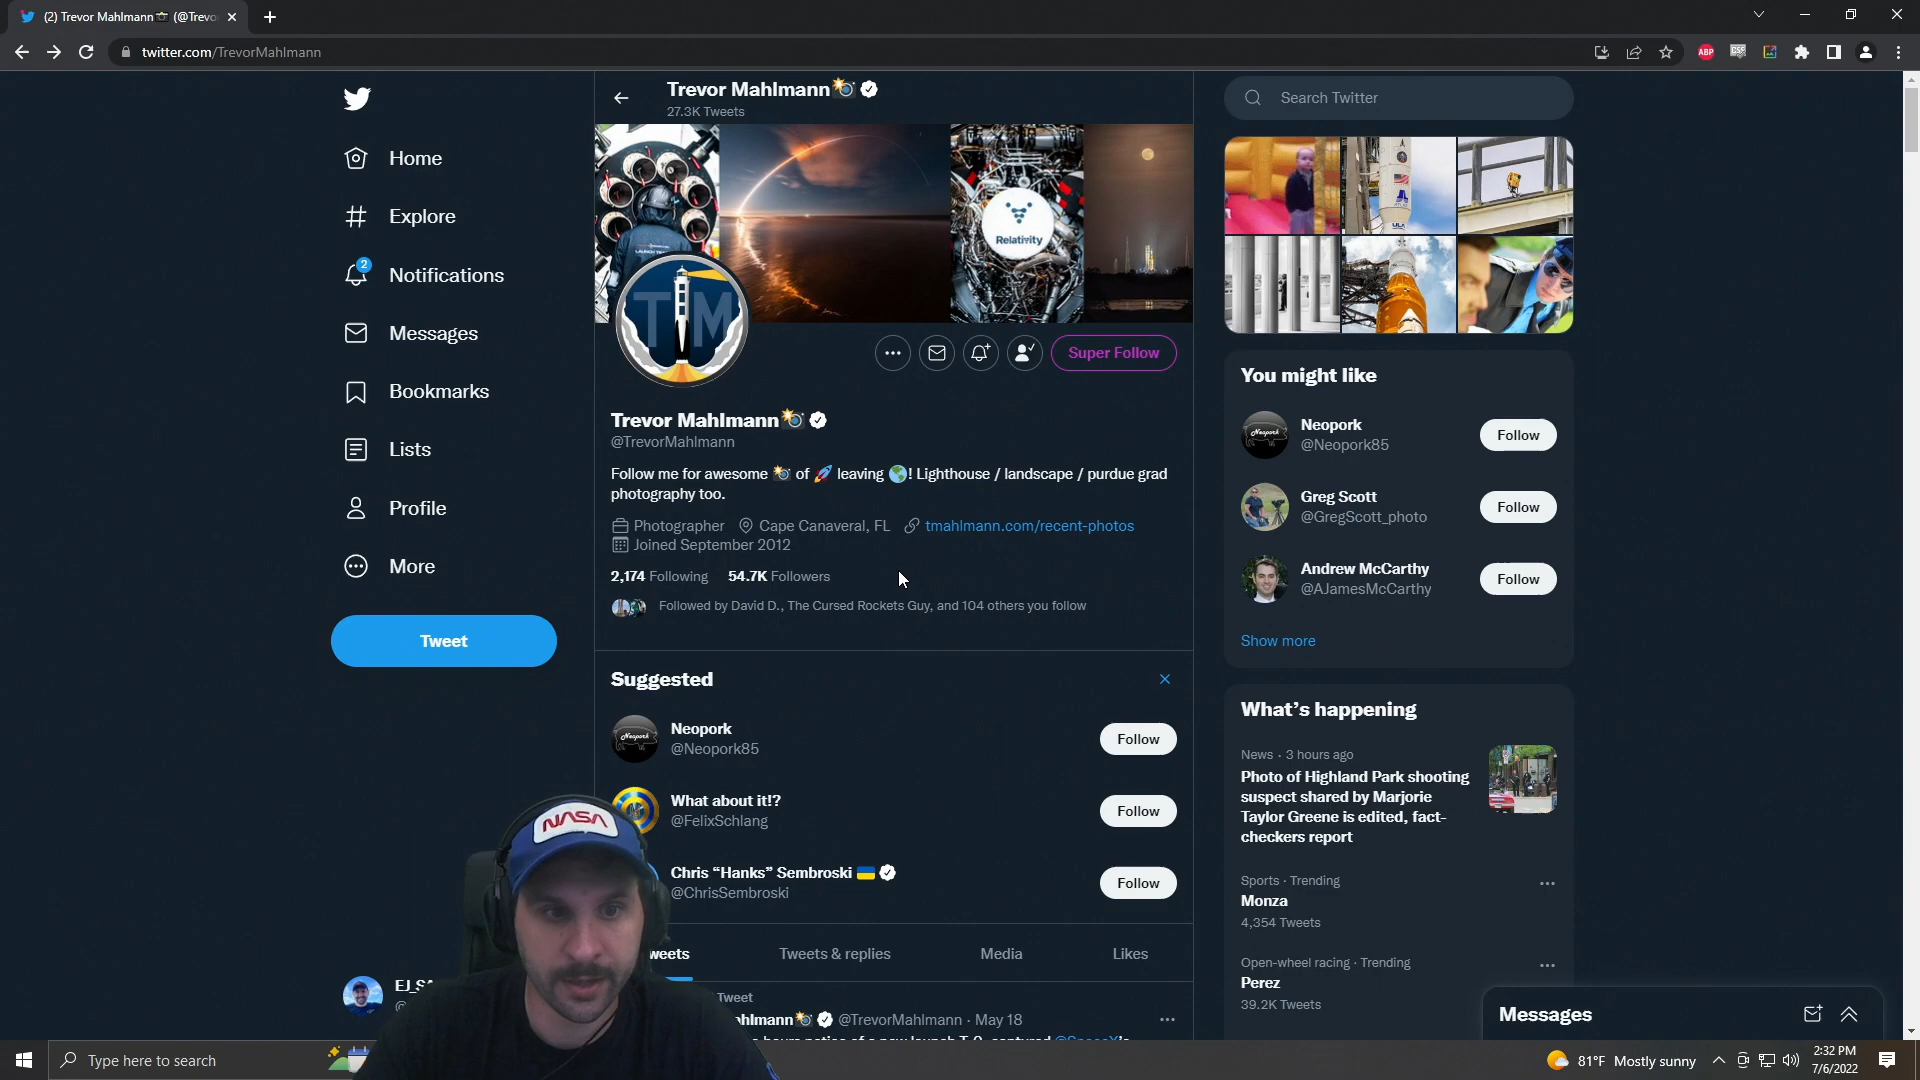 (2) Trevor Mahlmann📸 (@Trevo
twitter.com/TrevorMahlmann
ABP
Home
Explore
2
Notifications
Messages
Bookmarks
Lists
Profile
More
Tweet
EJ_SA
Trevor Mahlmann📸
27.3K Tweets
Relativity
TM
Super Follow
Trevor Mahlmann📸
@TrevorMahlmann
Follow me for awesome 📸 of 🚀 leaving 🌎! Lighthouse / landscape / purdue grad
photography too.
Photographer Cape Canaveral, FL tmahlmann.com/recent-photos
Joined September 2012
2,174 Following 54.7K Followers
Followed by David D., The Cursed Rockets Guy, and 104 others you follow
Suggested
Neopork
@Neopork85
Follow
What about it!?
@FelixSchlang
Follow
NASA
Chris “Hanks” Sembroski 🇺🇦
@ChrisSembroski
Follow
weets Tweets & replies Media Likes
Tweet
ahlmann📸 @TrevorMahlmann · May 18
Search Twitter
ULA
You might like
Neopork
@Neopork85
Follow
Greg Scott
@GregScott_photo
Follow
Andrew McCarthy
@AJamesMcCarthy
Follow
Show more
What’s happening
News · 3 hours ago
Photo of Highland Park shooting
suspect shared by Marjorie
Taylor Greene is edited, fact-
checkers report
Sports · Trending
Monza
4,354 Tweets
Open-wheel racing · Trending
Perez
39.2K Tweets
Messages
Type here to search
81°F Mostly sunny
2:32 PM
7/6/2022